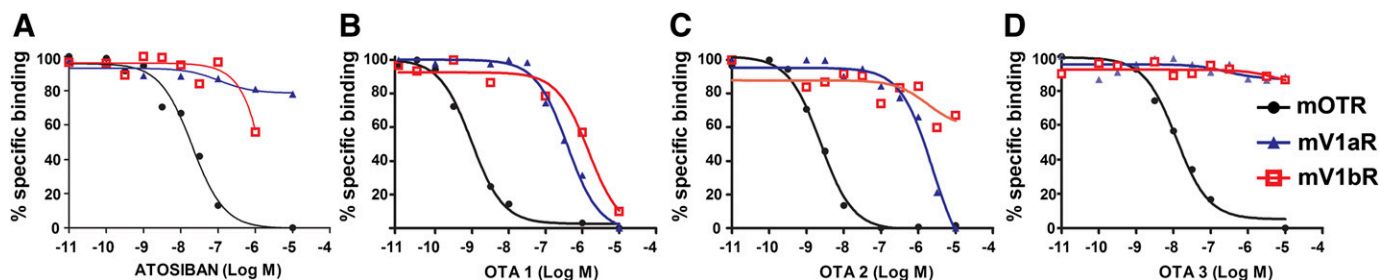 A
B
C
D
% specific binding
100
80
60
40
20
0
-11 -10 -9 -8 -7 -6 -5 -4
ATOSIBAN (Log M)
% specific binding
100
80
60
40
20
0
-11 -10 -9 -8 -7 -6 -5 -4
OTA 1 (Log M)
% specific binding
100
80
60
40
20
0
-11 -10 -9 -8 -7 -6 -5 -4
OTA 2 (Log M)
% specific binding
100
80
60
40
20
0
-11 -10 -9 -8 -7 -6 -5 -4
OTA 3 (Log M)
mOTR
mV1aR
mV1bR